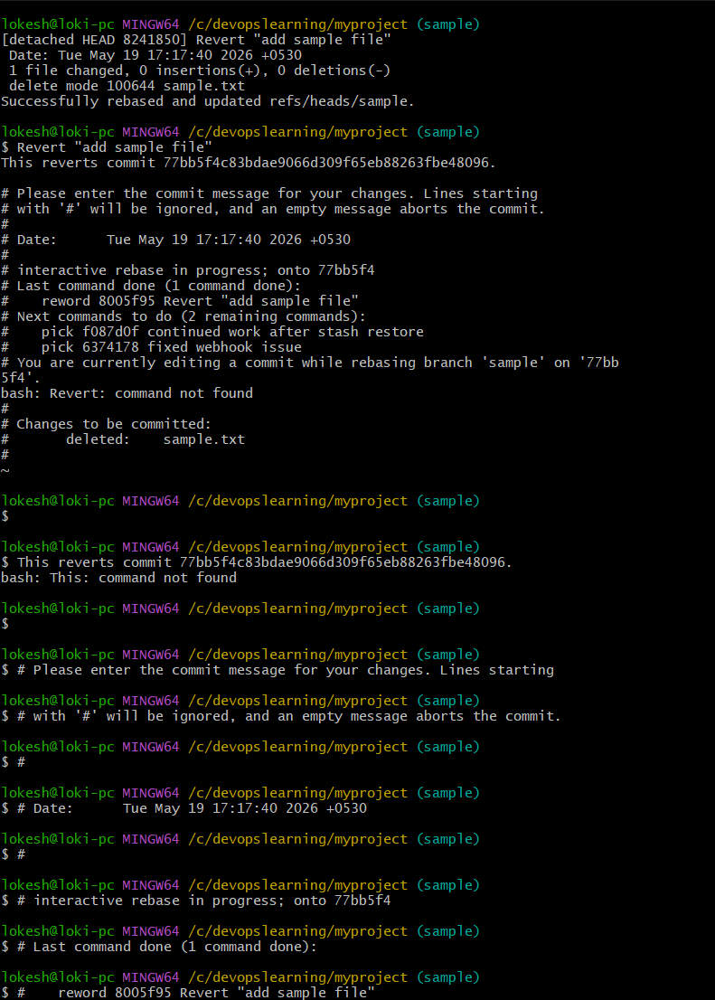 lokesh@loki-pc MINGW64 /c/devopslearning/myproject (sample)
[detached HEAD 8241850] Revert "add sample file"
 Date: Tue May 19 17:17:40 2026 +0530
 1 file changed, 0 insertions(+), 0 deletions(-)
 delete mode 100644 sample.txt
Successfully rebased and updated refs/heads/sample.

lokesh@loki-pc MINGW64 /c/devopslearning/myproject (sample)
$ Revert "add sample file"
This reverts commit 77bb5f4c83bdae9066d309f65eb88263fbe48096.

# Please enter the commit message for your changes. Lines starting
# with '#' will be ignored, and an empty message aborts the commit.
#
# Date:      Tue May 19 17:17:40 2026 +0530
#
# interactive rebase in progress; onto 77bb5f4
# Last command done (1 command done):
#    reword 8005f95 Revert "add sample file"
# Next commands to do (2 remaining commands):
#    pick f087d0f continued work after stash restore
#    pick 6374178 fixed webhook issue
# You are currently editing a commit while rebasing branch 'sample' on '77bb
5f4'.
bash: Revert: command not found
#
# Changes to be committed:
#       deleted:    sample.txt
#
~

lokesh@loki-pc MINGW64 /c/devopslearning/myproject (sample)
$

lokesh@loki-pc MINGW64 /c/devopslearning/myproject (sample)
$ This reverts commit 77bb5f4c83bdae9066d309f65eb88263fbe48096.
bash: This: command not found

lokesh@loki-pc MINGW64 /c/devopslearning/myproject (sample)
$

lokesh@loki-pc MINGW64 /c/devopslearning/myproject (sample)
$ # Please enter the commit message for your changes. Lines starting

lokesh@loki-pc MINGW64 /c/devopslearning/myproject (sample)
$ # with '#' will be ignored, and an empty message aborts the commit.

lokesh@loki-pc MINGW64 /c/devopslearning/myproject (sample)
$ #

lokesh@loki-pc MINGW64 /c/devopslearning/myproject (sample)
$ # Date:      Tue May 19 17:17:40 2026 +0530

lokesh@loki-pc MINGW64 /c/devopslearning/myproject (sample)
$ #

lokesh@loki-pc MINGW64 /c/devopslearning/myproject (sample)
$ # interactive rebase in progress; onto 77bb5f4

lokesh@loki-pc MINGW64 /c/devopslearning/myproject (sample)
$ # Last command done (1 command done):

lokesh@loki-pc MINGW64 /c/devopslearning/myproject (sample)
$ #    reword 8005f95 Revert "add sample file"